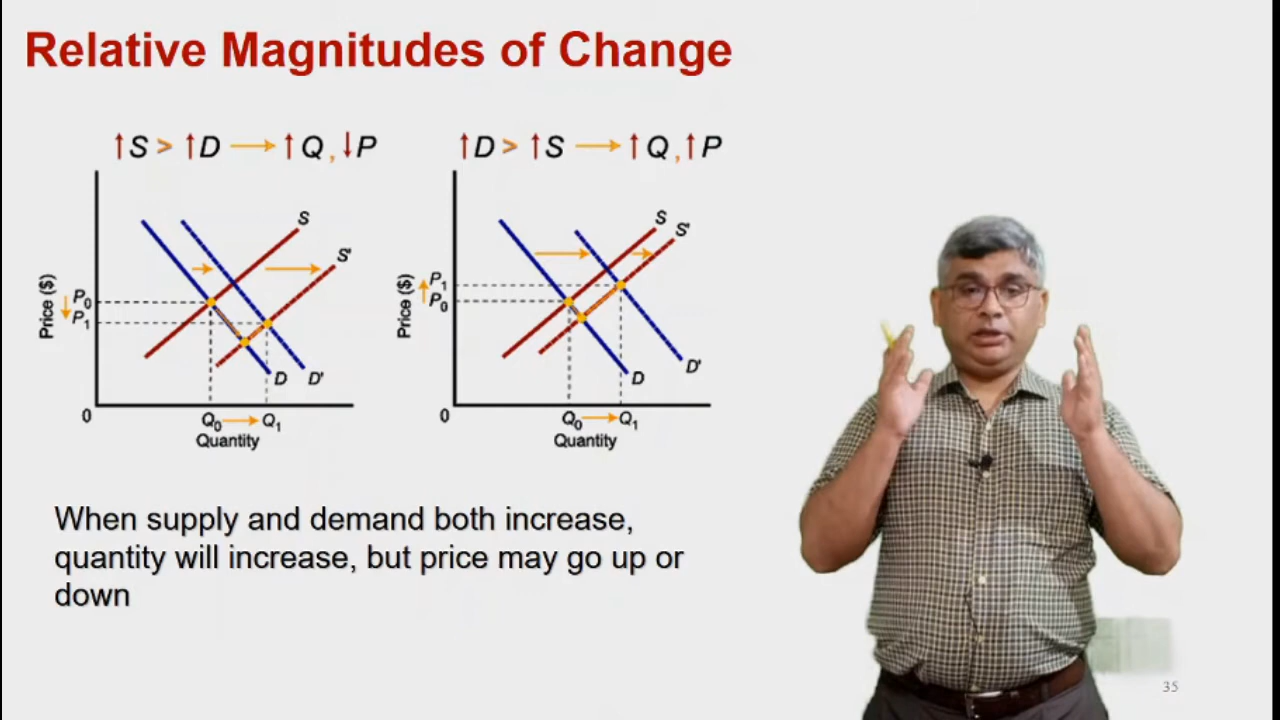 Relative Magnitudes of Change
↑S > ↑D → ↑Q, ↓P
↑D > ↑S → ↑Q, ↑P
Price ($)
P₀
P₁
S
S'
D
D'
0
Q₀ → Q₁
Quantity
Price ($)
P₁
P₀
S
S'
D
D'
0
Q₀ → Q₁
Quantity
When supply and demand both increase,
quantity will increase, but price may go up or
down
35